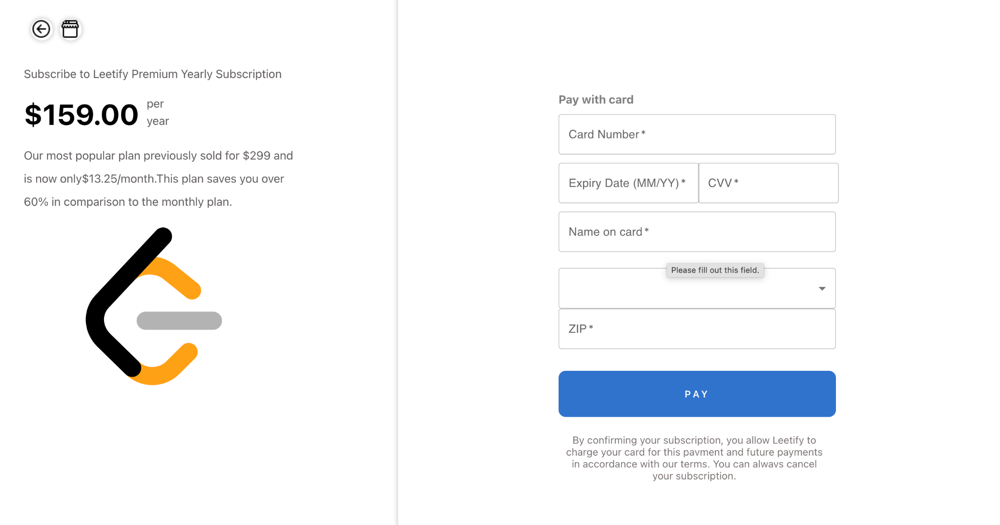 Subscribe to Leetify Premium Yearly Subscription
$159.00 per
year
Our most popular plan previously sold for $299 and
is now only$13.25/month.This plan saves you over
60% in comparison to the monthly plan.
Pay with card
Card Number *
Expiry Date (MM/YY) * CVV *
Name on card *
Please fill out this field.
ZIP *
PAY
By confirming your subscription, you allow Leetify to
charge your card for this pavment and future payments
in accordance with our terms. You can alwavs cancel
your subscription.